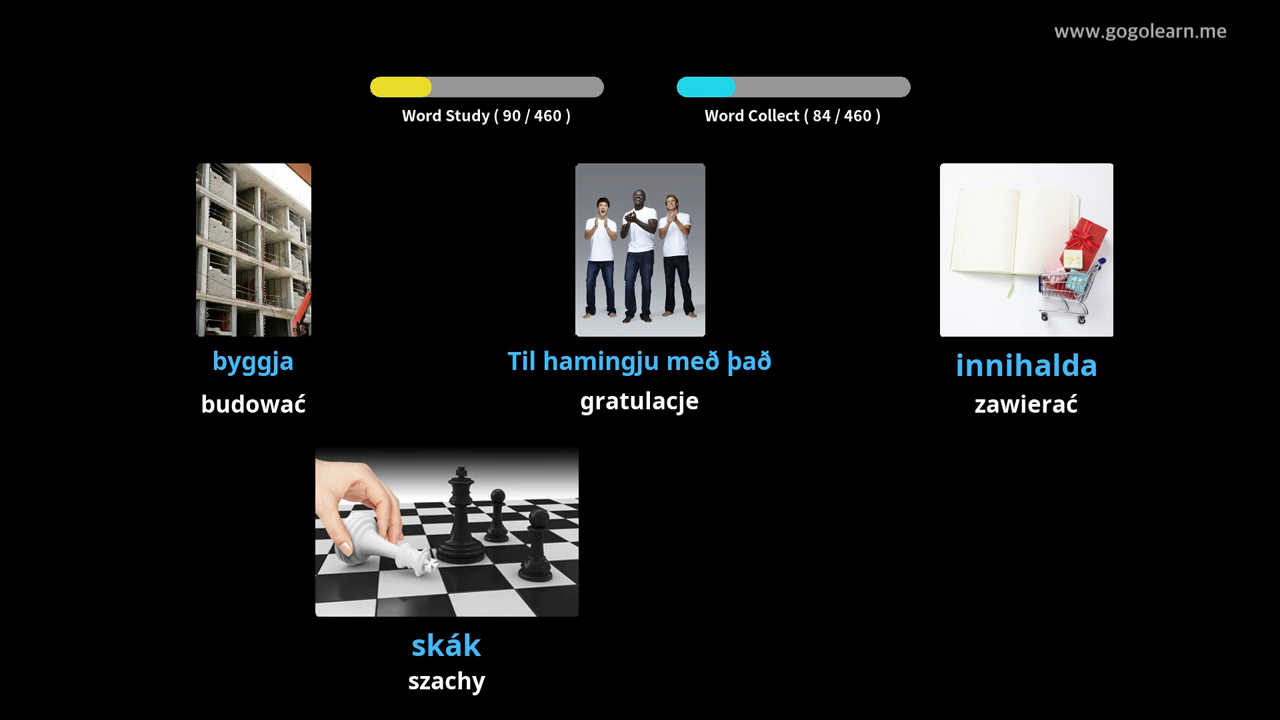 www.gogolearn.me
Word Study ( 90 / 460 )
Word Collect ( 84 / 460 )
byggja
budować
Til hamingju með það
gratulacje
innihalda
zawierać
skák
szachy